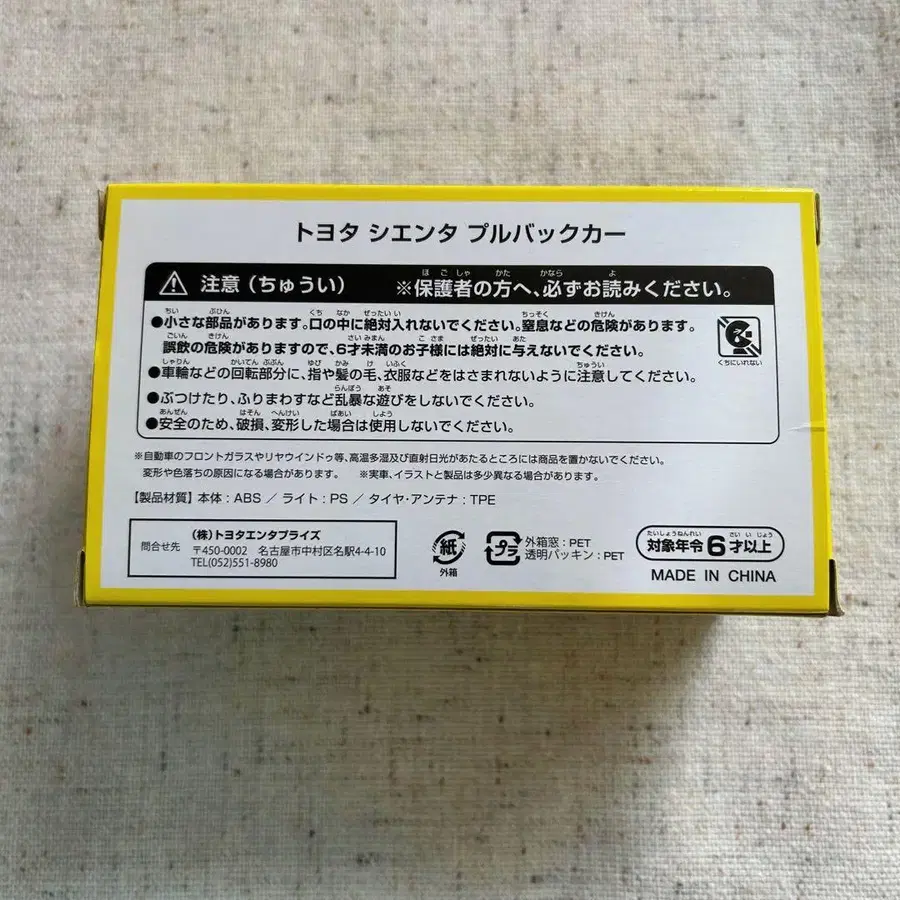 トヨタ シエンタ プルバックカー
注意(ちゅうい) ※保護者の方へ、必ずお読みください。
●小さな部品があります。口の中に絶対入れないでください。窒息などの危険があります。
誤飲の危険がありますので、6才未満のお子様には絶対に与えないでください。
●車輪などの回転部分に、指や髪の毛、衣服などをはさまれないように注意してください。
●ぶつけたり、ふりまわすなど乱暴な遊びをしないでください。
●安全のため、破損、変形した場合は使用しないでください。
くちにいれない
※自動車のフロントガラスやリヤウインドゥ等、高温多湿及び直射日光があたるところには商品を置かないでください。
変形や色落ちの原因になる場合があります。 ※実車、イラストと製品は多少異なる場合があります。
【製品材質】本体:ABS / ライト:PS / タイヤ・アンテナ:TPE
問合せ先
(株)トヨタエンタプライズ
〒450-0002 名古屋市中村区名駅4-4-10
TEL(052)551-8980
紙
外箱
プラ
外箱窓:PET
透明パッキン:PET
たいしょうねんれい さい いじょう
対象年令6才以上
MADE IN CHINA